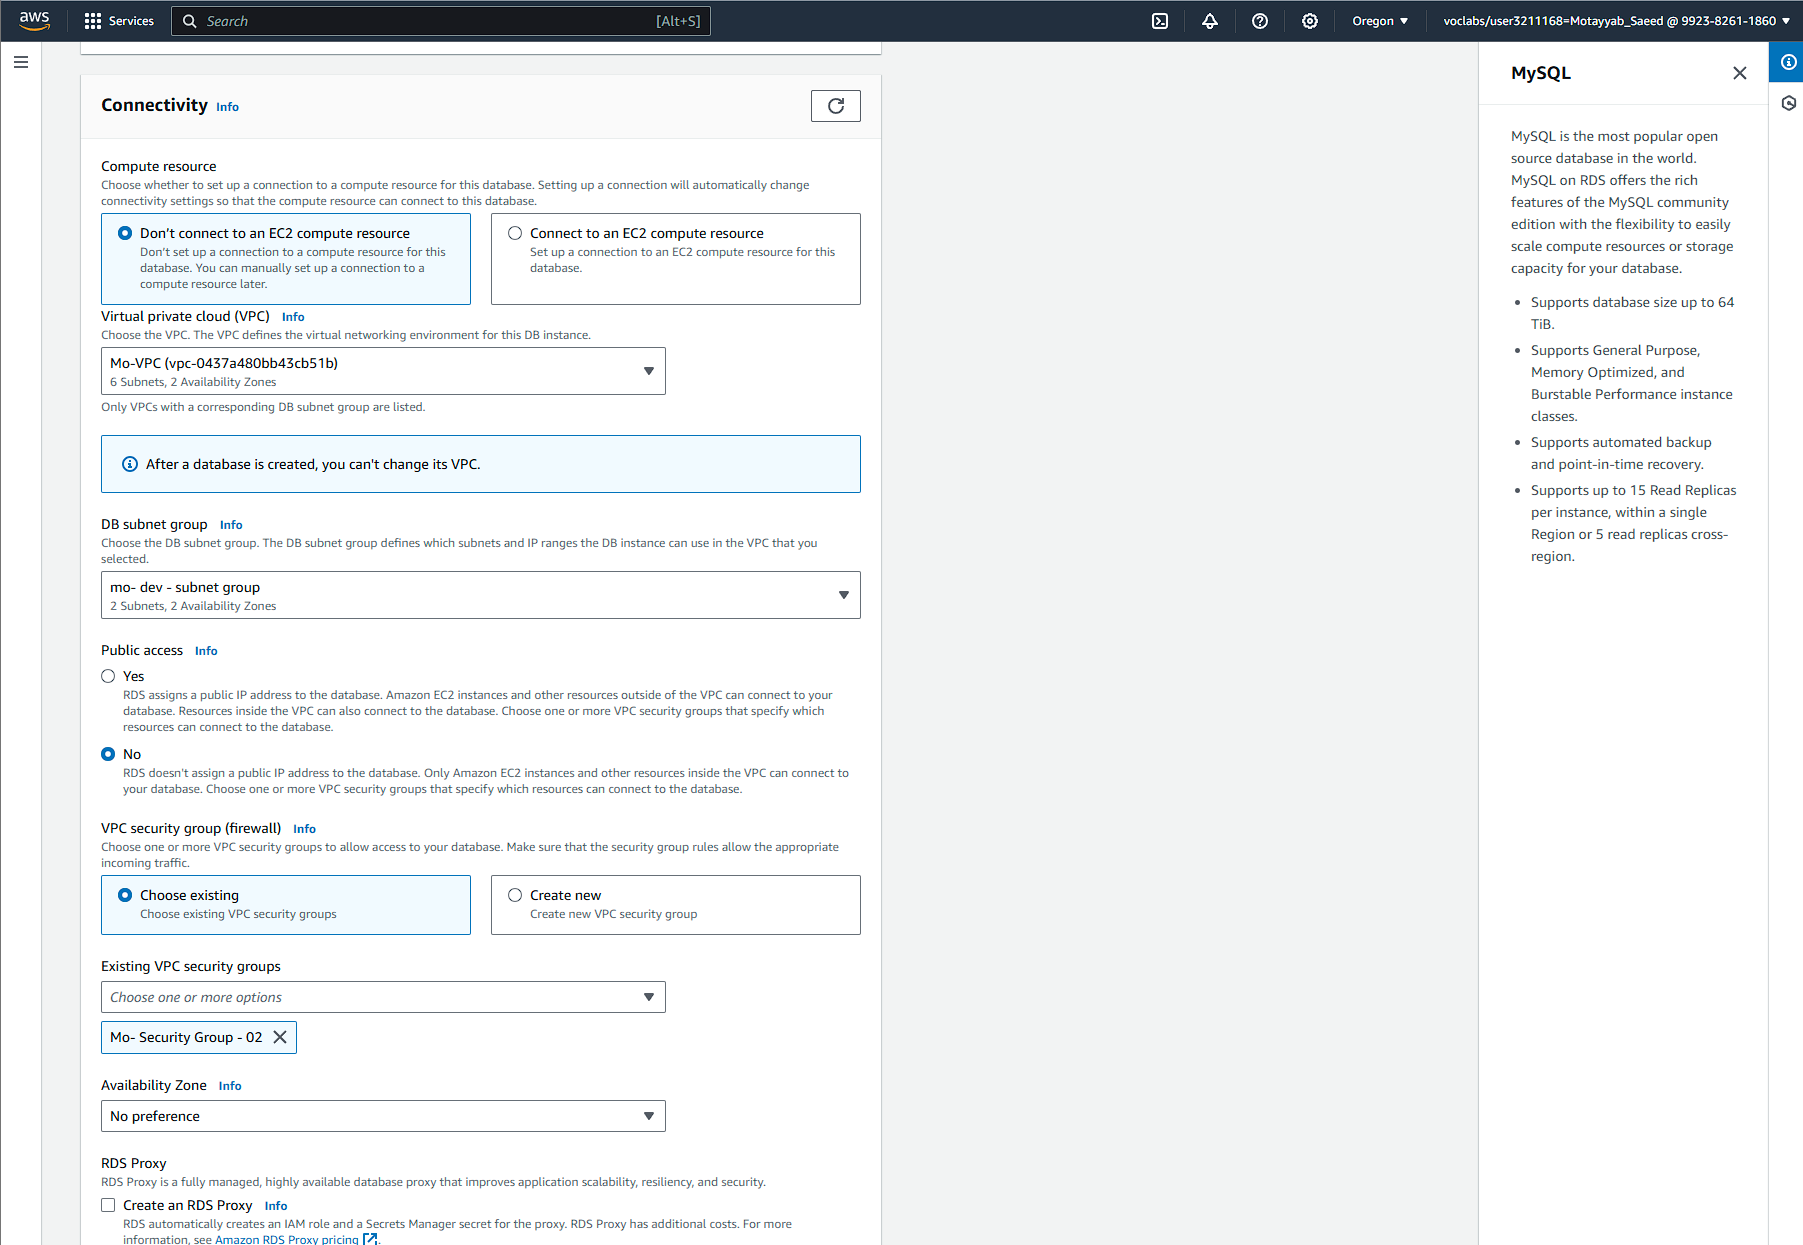 aws
Services
Search
[Alt+S]
Oregon
voclabs/user3211168=Motayyab_Saeed @ 9923-8261-1860
Connectivity Info
Compute resource
Choose whether to set up a connection to a compute resource for this database. Setting up a connection will automatically change
connectivity settings so that the compute resource can connect to this database.
Don't connect to an EC2 compute resource
Don't set up a connection to a compute resource for this
database. You can manually set up a connection to a
compute resource later.
Connect to an EC2 compute resource
Set up a connection to an EC2 compute resource for this
database.
Virtual private cloud (VPC) Info
Choose the VPC. The VPC defines the virtual networking environment for this DB instance.
Mo-VPC (vpc-0437a480bb43cb51b)
6 Subnets, 2 Availability Zones
Only VPCs with a corresponding DB subnet group are listed.
After a database is created, you can't change its VPC.
DB subnet group Info
Choose the DB subnet group. The DB subnet group defines which subnets and IP ranges the DB instance can use in the VPC that you
selected.
mo- dev - subnet group
2 Subnets, 2 Availability Zones
Public access Info
Yes
RDS assigns a public IP address to the database. Amazon EC2 instances and other resources outside of the VPC can connect to your
database. Resources inside the VPC can also connect to the database. Choose one or more VPC security groups that specify which
resources can connect to the database.
No
RDS doesn't assign a public IP address to the database. Only Amazon EC2 instances and other resources inside the VPC can connect to
your database. Choose one or more VPC security groups that specify which resources can connect to the database.
VPC security group (firewall) Info
Choose one or more VPC security groups to allow access to your database. Make sure that the security group rules allow the appropriate
incoming traffic.
Choose existing
Choose existing VPC security groups
Create new
Create new VPC security group
Existing VPC security groups
Choose one or more options
Mo- Security Group - 02
Availability Zone Info
No preference
RDS Proxy
RDS Proxy is a fully managed, highly available database proxy that improves application scalability, resiliency, and security.
Create an RDS Proxy Info
RDS automatically creates an IAM role and a Secrets Manager secret for the proxy. RDS Proxy has additional costs. For more
information, see Amazon RDS Proxy pricing.
MySQL
MySQL is the most popular open
source database in the world.
MySQL on RDS offers the rich
features of the MySQL community
edition with the flexibility to easily
scale compute resources or storage
capacity for your database.
• Supports database size up to 64
TiB.
• Supports General Purpose,
Memory Optimized, and
Burstable Performance instance
classes.
• Supports automated backup
and point-in-time recovery.
• Supports up to 15 Read Replicas
per instance, within a single
Region or 5 read replicas cross-
region.